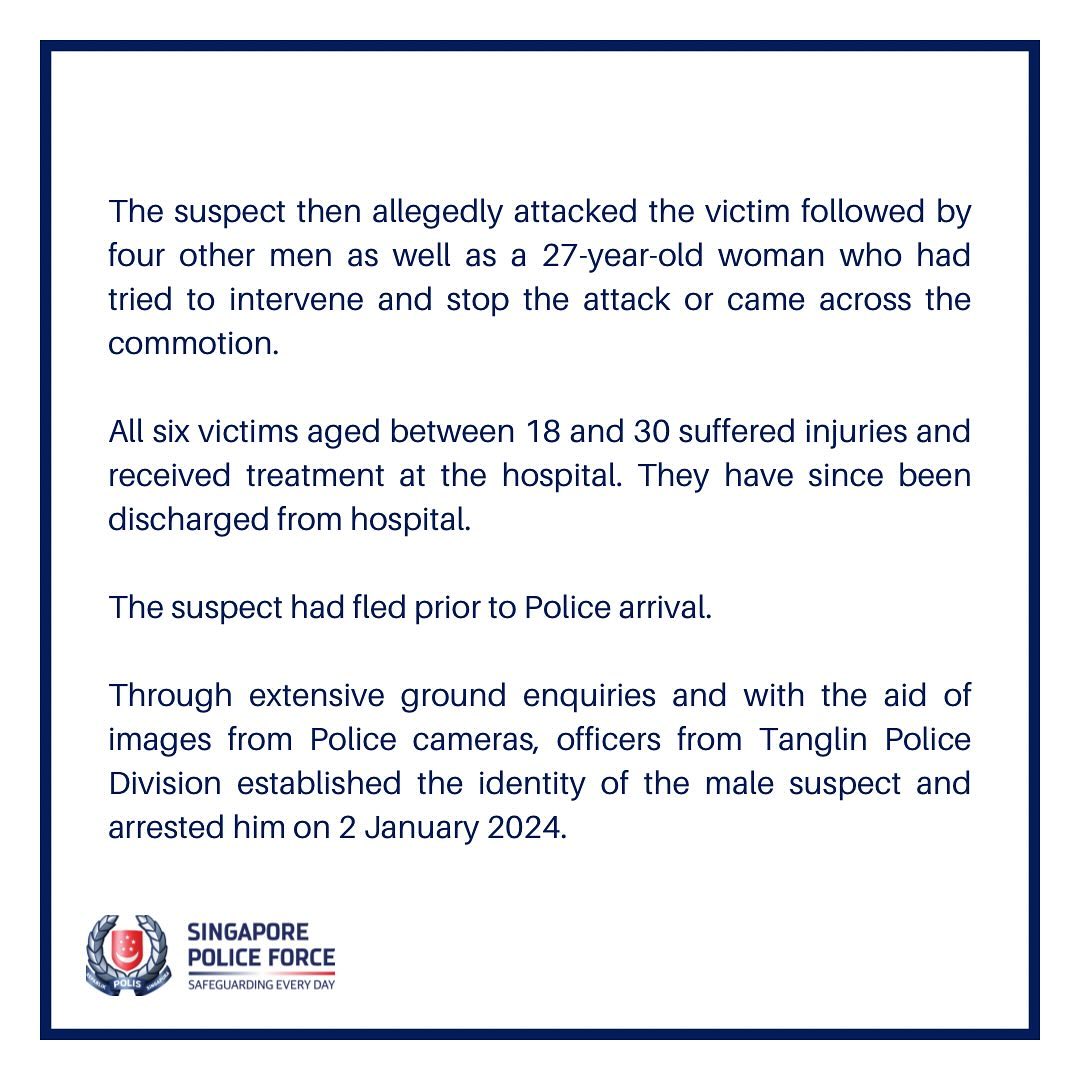 The suspect then allegedly attacked the victim followed by
four other men as well as a 27-year-old woman who had
tried to intervene and stop the attack or came across the
commotion.
All six victims aged between 18 and 30 suffered injuries and
received treatment at the hospital. They have since been
discharged from hospital.
The suspect had fled prior to Police arrival.
Through extensive ground enquiries and with the aid of
images from Police cameras, officers from Tanglin Police
Division established the identity of the male suspect and
arrested him on 2 January 2024.
SINGAPORE
POLICE FORCE
SAFEGUARDING EVERY DAY
POLIS